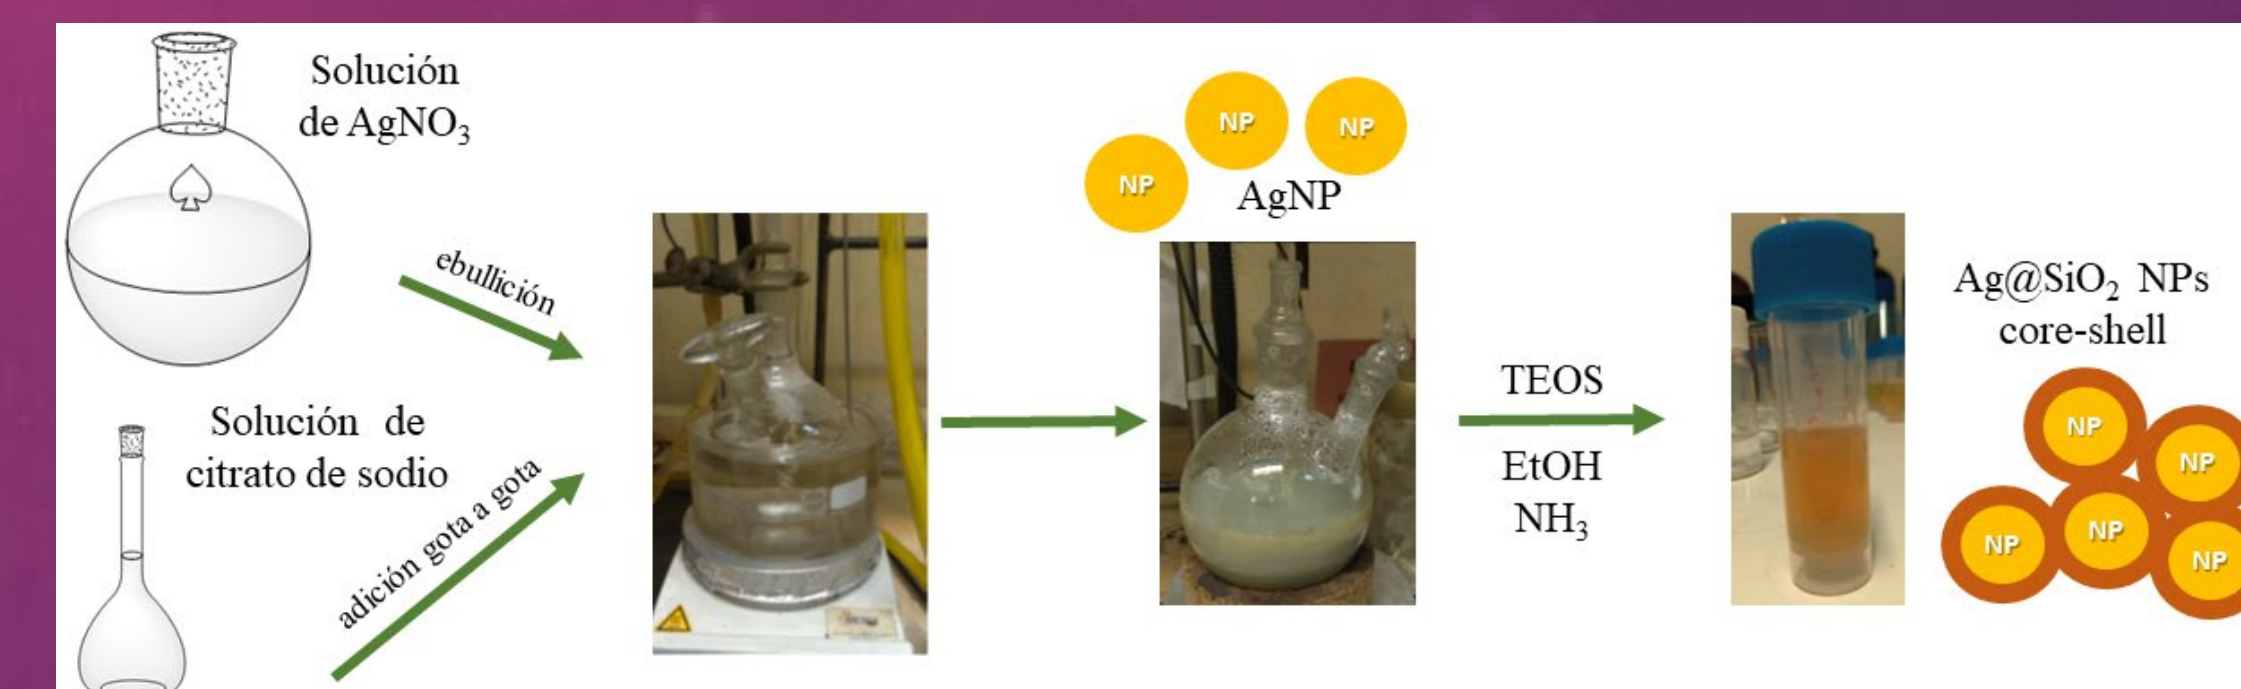 Solución
de AgNO₃
ebullición
Solución de
citrato de sodio
adición gota a gota
NP
NP
NP
AgNP
TEOS
EtOH
NH₃
Ag@SiO₂ NPs
core-shell
NP
NP
NP
NP
NP